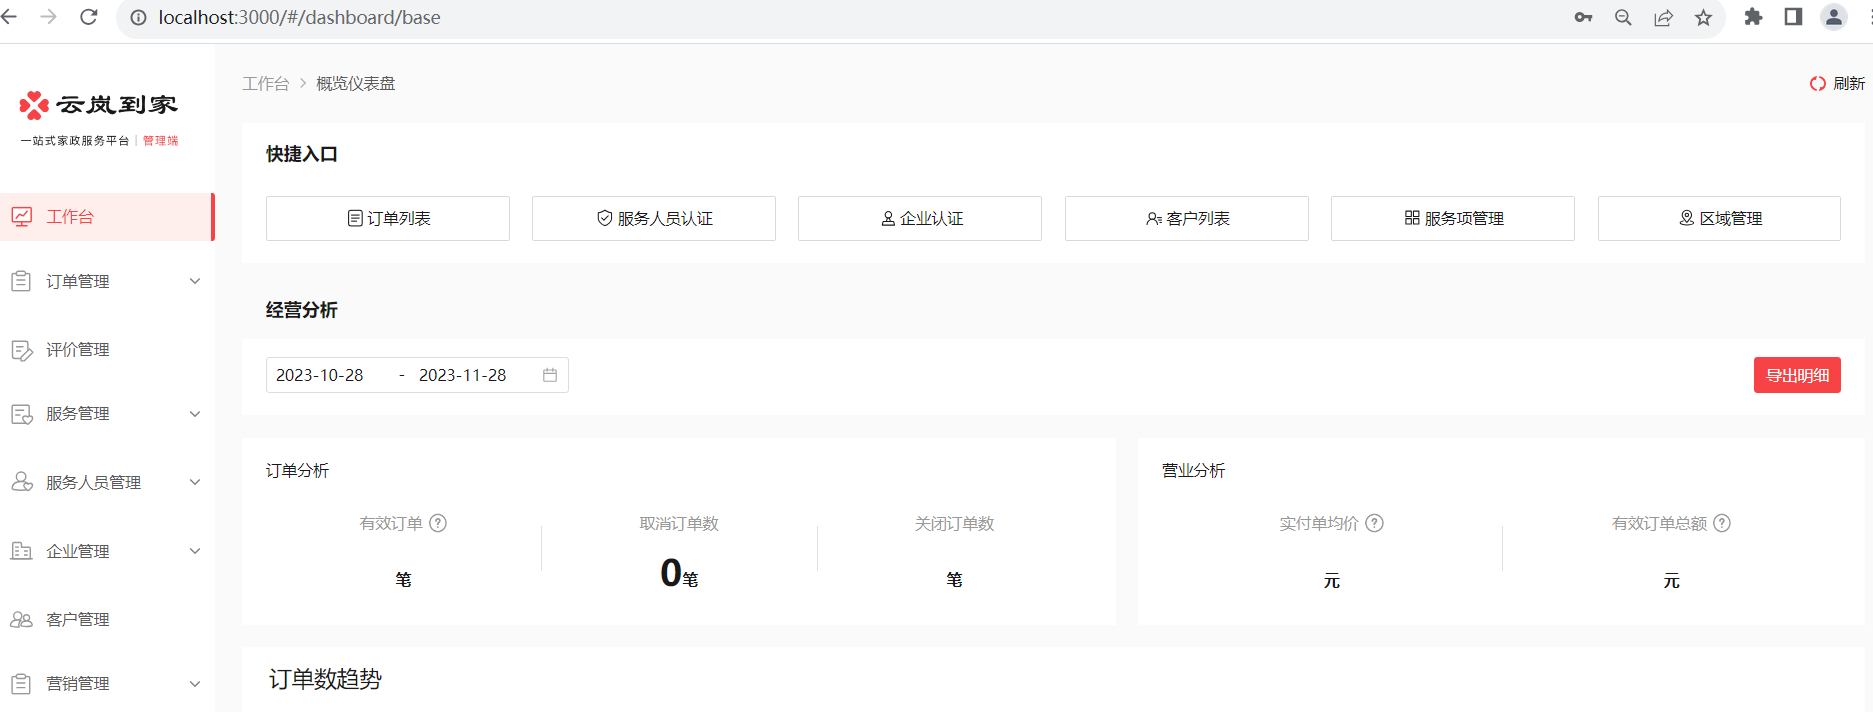 localhost:3000/#/dashboard/base
云岚到家
一站式家政服务平台 | 管理端
工作台
订单管理
评价管理
服务管理
服务人员管理
企业管理
客户管理
营销管理
工作台 > 概览仪表盘
刷新
快捷入口
订单列表
服务人员认证
企业认证
客户列表
服务项管理
区域管理
经营分析
2023-10-28 - 2023-11-28
导出明细
订单分析
有效订单
笔
取消订单数
0笔
关闭订单数
笔
营业分析
实付单均价
元
有效订单总额
元
订单数趋势